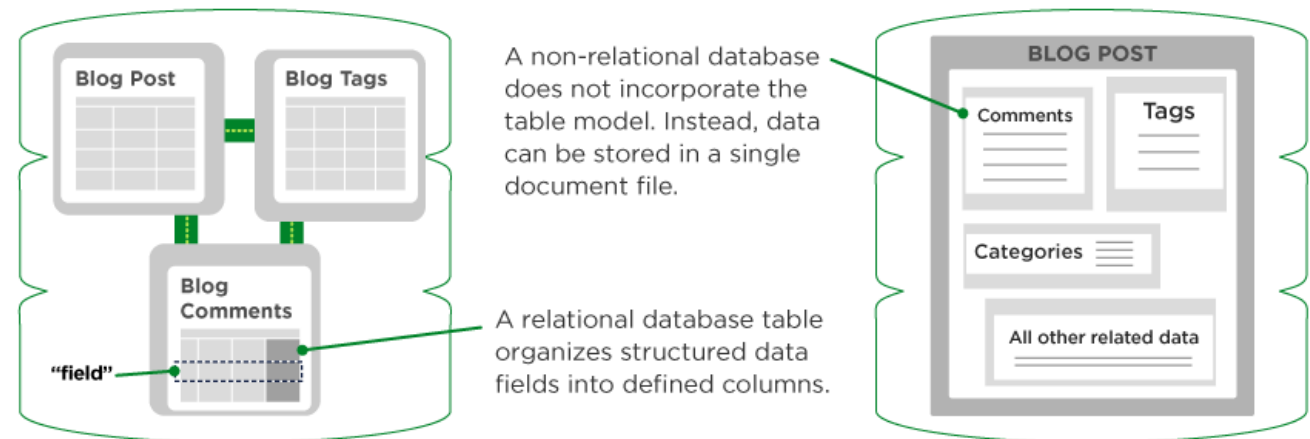 Blog Post
Blog Tags
Blog
Comments
“field”
A non-relational database
does not incorporate the
table model. Instead, data
can be stored in a single
document file.
A relational database table
organizes structured data
fields into defined columns.
BLOG POST
Comments
Tags
Categories
All other related data